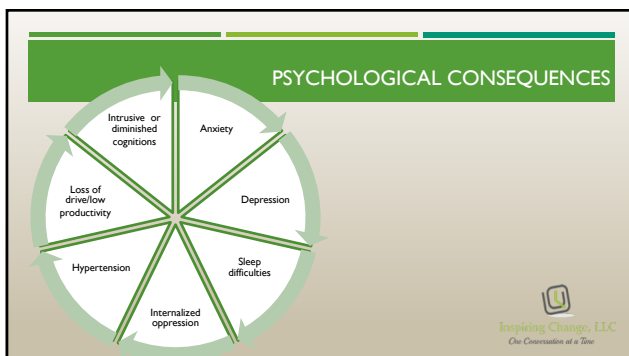 PSYCHOLOGICAL CONSEQUENCES
Anxiety
Depression
Sleep
difficulties
Internalized
oppression
Hypertension
Loss of
drive/low
productivity
Intrusive or
diminished
cognitions
Inspiring Change, LLC
One Conversation at a Time